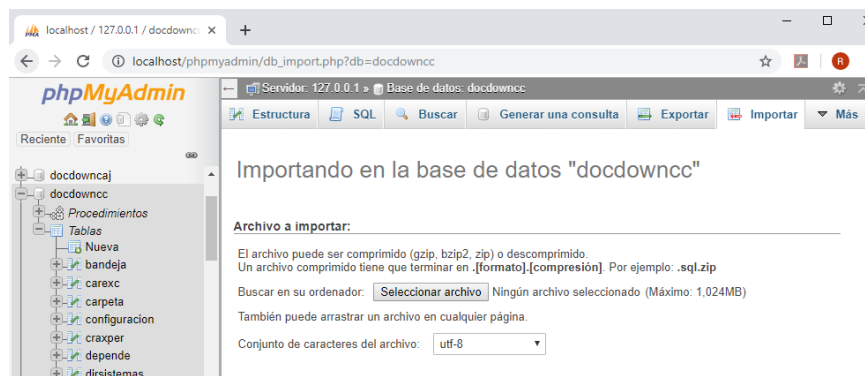 localhost / 127.0.0.1 / docdownc
localhost/phpmyadmin/db_import.php?db=docdowncc
R
phpMyAdmin
Reciente Favoritas
docdowncaj
docdowncc
Procedimientos
Tablas
Nueva
bandeja
carexc
carpeta
configuracion
craxper
depende
dirsistemas
Servidor: 127.0.0.1 » Base de datos: docdowncc
Estructura SQL Buscar Generar una consulta Exportar Importar Más
Importando en la base de datos "docdowncc"
Archivo a importar:
El archivo puede ser comprimido (gzip, bzip2, zip) o descomprimido.
Un archivo comprimido tiene que terminar en .[formato].[compresión]. Por ejemplo: .sql.zip
Buscar en su ordenador: Seleccionar archivo Ningún archivo seleccionado (Máximo: 1,024MB)
También puede arrastrar un archivo en cualquier página.
Conjunto de caracteres del archivo: utf-8